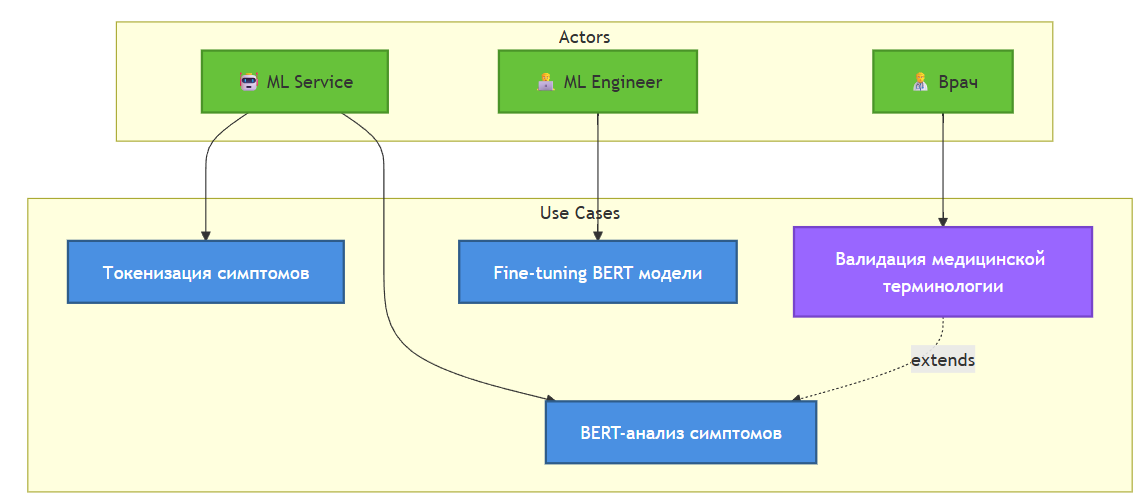 Actors
🤖 ML Service
🧑‍💻 ML Engineer
🧑‍⚕️ Врач
Use Cases
Токенизация симптомов
Fine-tuning BERT модели
Валидация медицинской
терминологии
extends
BERT-анализ симптомов